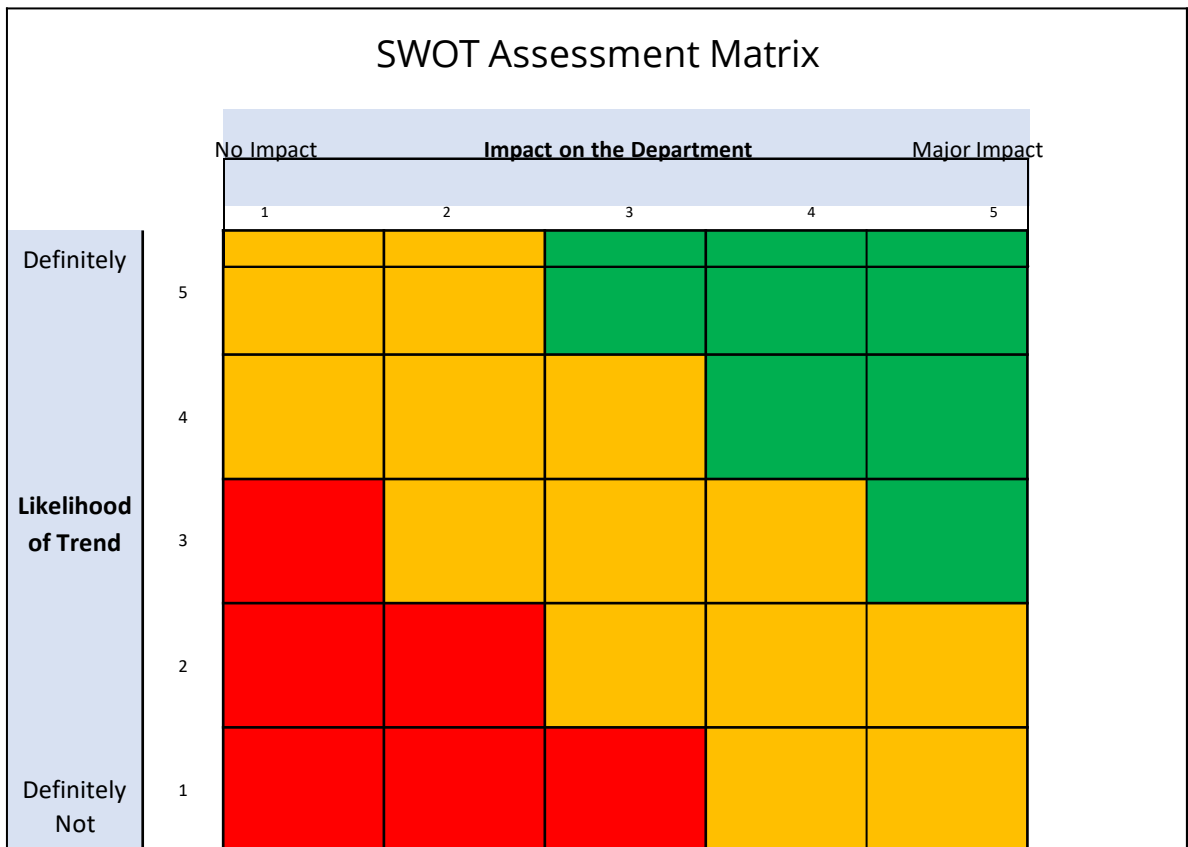 SWOT Assessment Matrix
No Impact Impact on the Department Major Impact
1 2 3 4 5
Definitely
5
4
Likelihood
of Trend
3
2
Definitely
Not
1